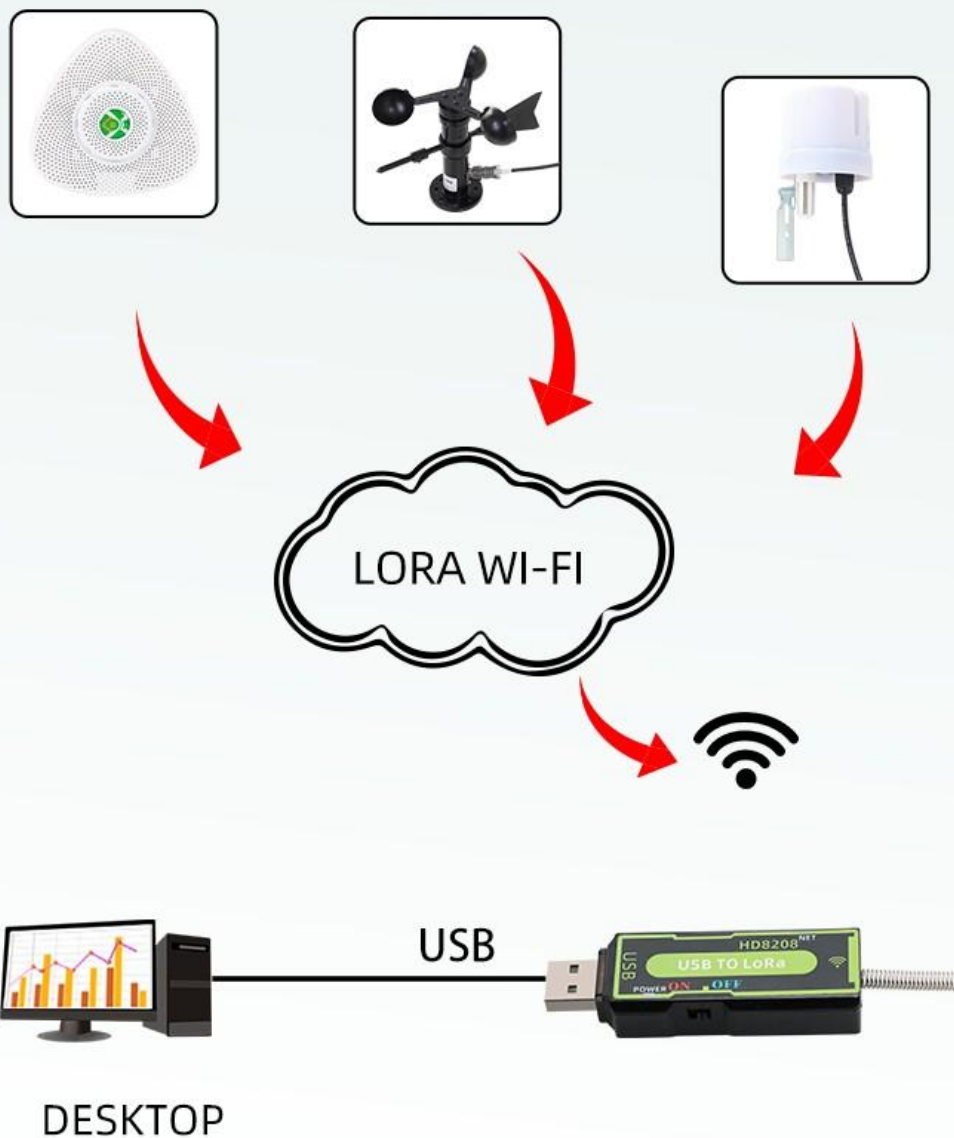 LORA WI-FI
USB
HD8208 NET
USB
USB TO LoRa
POWER ON OFF
DESKTOP